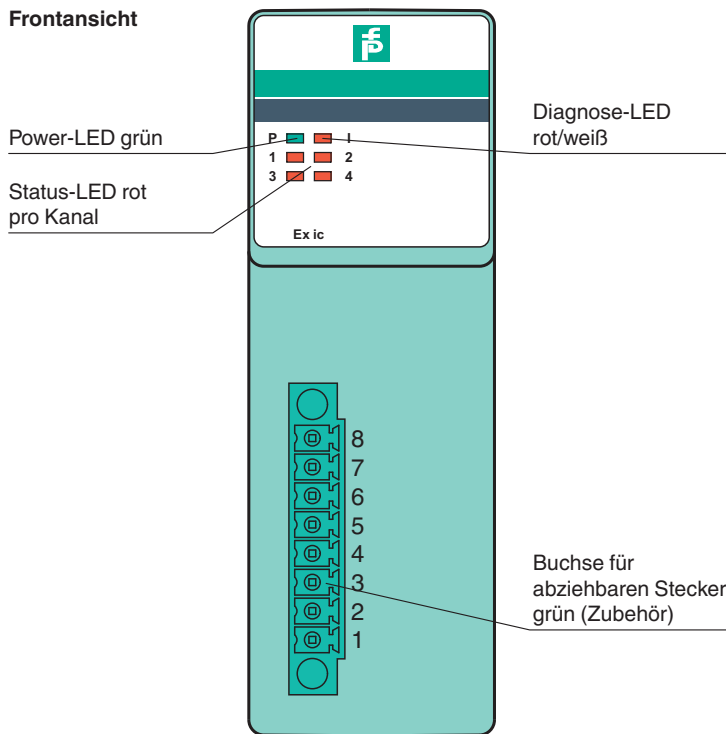 Frontansicht
Power-LED grün
Status-LED rot
pro Kanal
P I
1 2
3 4
Ex ic
Diagnose-LED
rot/weiß
8
7
6
5
4
3
2
1
Buchse für
abziehbaren Stecker
grün (Zubehör)